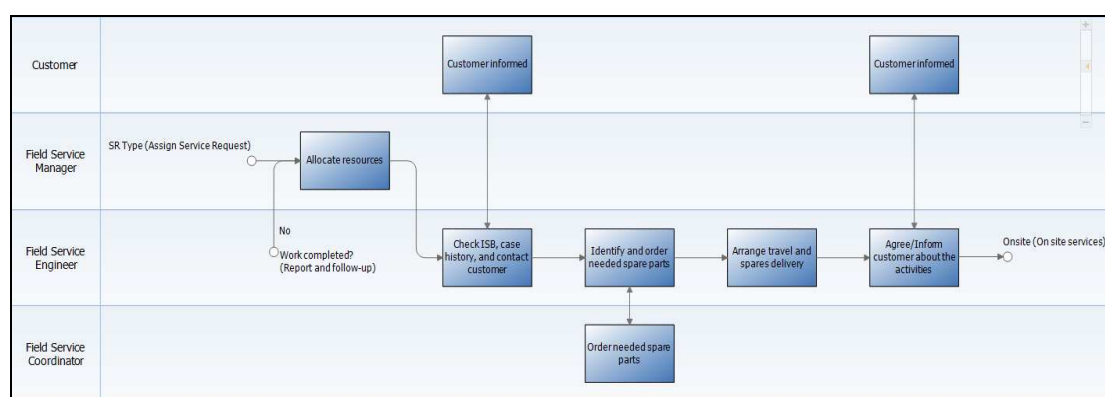 Customer
Customer informed
Customer informed
Field Service
Manager
SR Type (Assign Service Request)
Allocate resources
Field Service
Engineer
No
Work completed?
(Report and follow-up)
Check ISB, case
history, and contact
customer
Identify and order
needed spare parts
Arrange travel and
spares delivery
Agree/Inform
customer about the
activities
Onsite (On site services)
Field Service
Coordinator
Order needed spare
parts